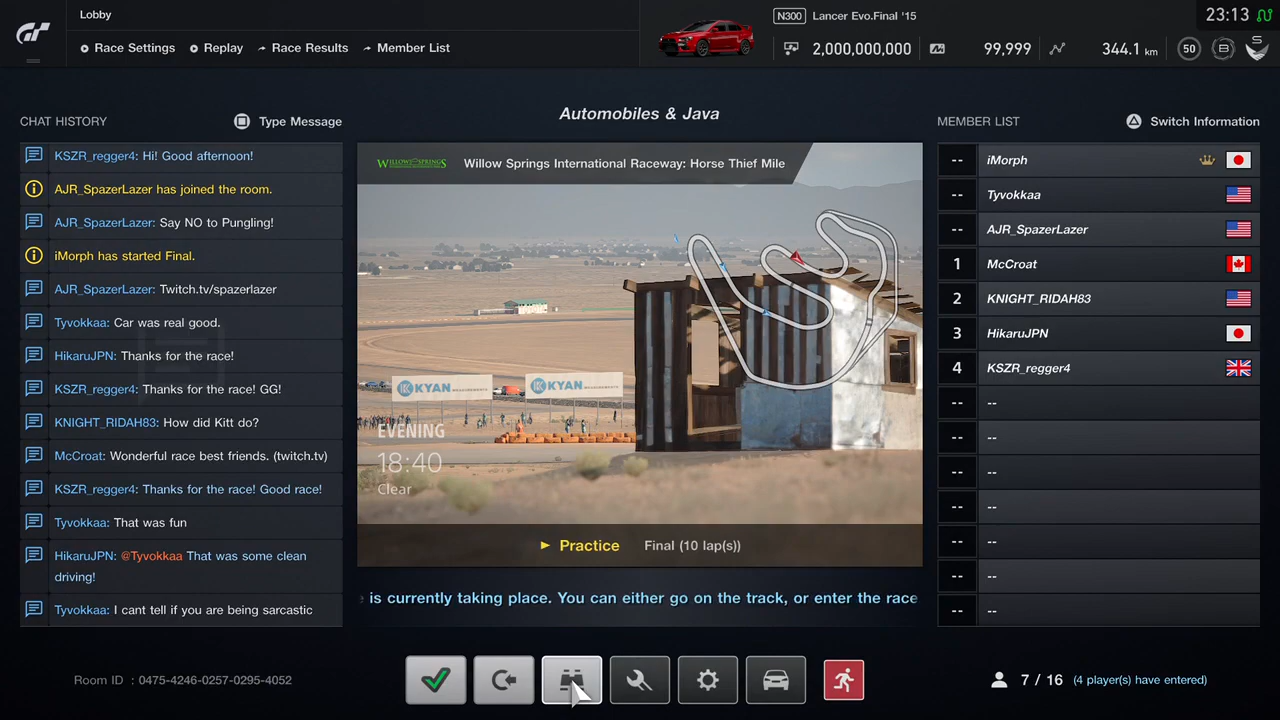 Lobby
Race Settings
Replay
Race Results
Member List
N300
Lancer Evo.Final '15
23:13
2,000,000,000
99,999
344.1 km
50
B
S
CHAT HISTORY
Type Message
Automobiles & Java
MEMBER LIST
Switch Information
KSZR_regger4: Hi! Good afternoon!
AJR_SpazerLazer has joined the room.
AJR_SpazerLazer: Say NO to Pungling!
iMorph has started Final.
AJR_SpazerLazer: Twitch.tv/spazerlazer
Tyvokkaa: Car was real good.
HikaruJPN: Thanks for the race!
KSZR_regger4: Thanks for the race! GG!
KNIGHT_RIDAH83: How did Kitt do?
McCroat: Wonderful race best friends. (twitch.tv)
KSZR_regger4: Thanks for the race! Good race!
Tyvokkaa: That was fun
HikaruJPN: @Tyvokkaa That was some clean
driving!
Tyvokkaa: I cant tell if you are being sarcastic
WILLOW SPRINGS
Willow Springs International Raceway: Horse Thief Mile
KYAN
KYAN
EVENING
18:40
Clear
Practice
Final (10 lap(s))
is currently taking place. You can either go on the track, or enter the race
-- iMorph
-- Tyvokkaa
-- AJR_SpazerLazer
1 McCroat
2 KNIGHT_RIDAH83
3 HikaruJPN
4 KSZR_regger4
-- --
-- --
-- --
-- --
-- --
-- --
-- --
Room ID : 0475-4246-0257-0295-4052
7 / 16
(4 player(s) have entered)